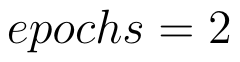 epochs = 2